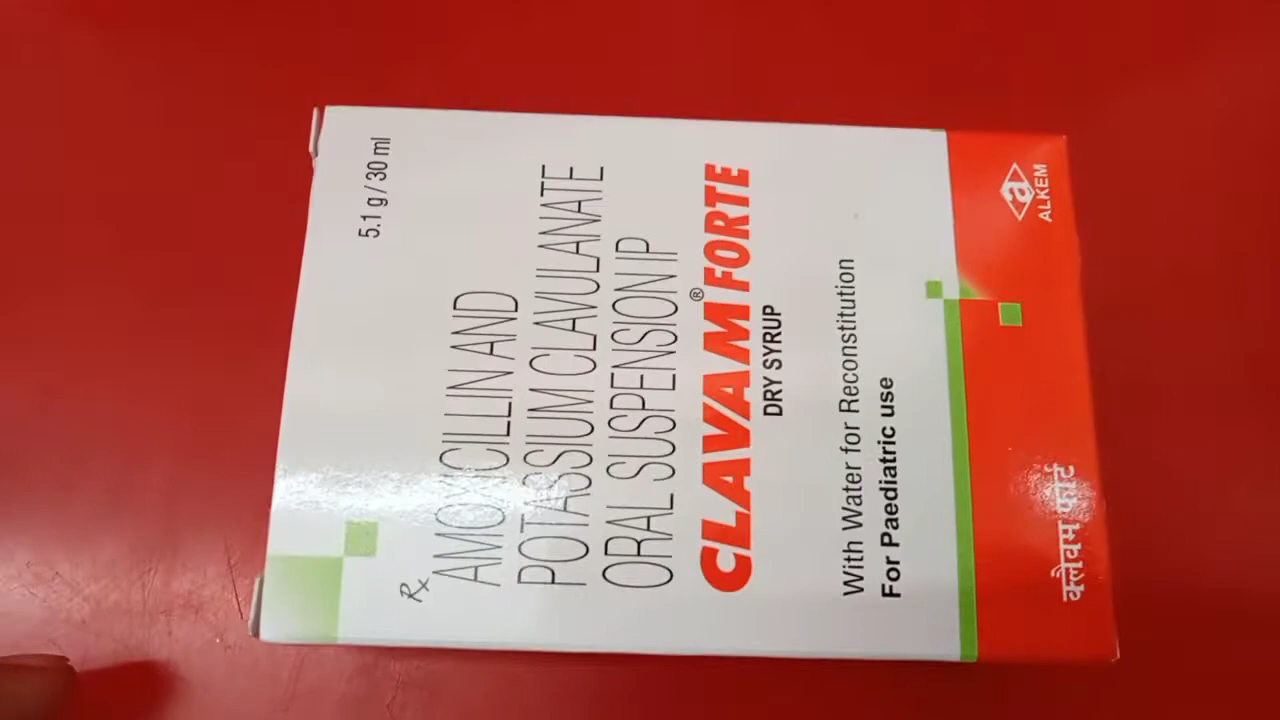 5.1 g / 30 ml
Rx
AMOXICILLIN AND
POTASSIUM CLAVULANATE
ORAL SUSPENSION IP
CLAVAM® FORTE
DRY SYRUP
With Water for Reconstitution
For Paediatric use
क्लैवम फोर्ट
a
ALKEM